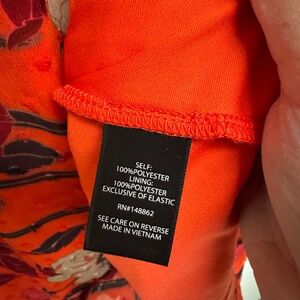 SELF:
100%POLYESTER
LINING:
100%POLYESTER
EXCLUSIVE OF ELASTIC
RN#148862
SEE CARE ON REVERSE
MADE IN VIETNAM